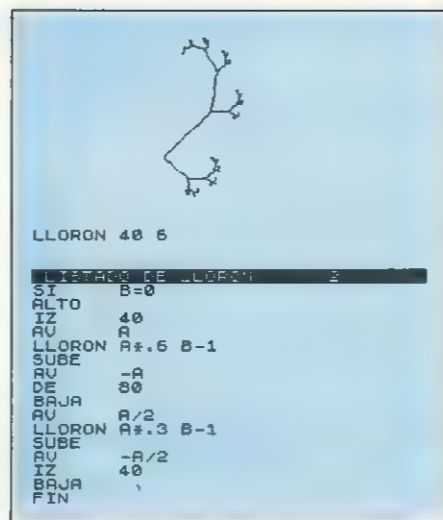 LLORON 40 6
LISTADO DE LLORON 2
SI B=0
ALTO
IZ 40
AV A
LLORON A*.6 B-1
SUBE
AV -A
DE 80
BAJA
AV A/2
LLORON A*.3 B-1
SUBE
AV -A/2
IZ 40
BAJA
FIN